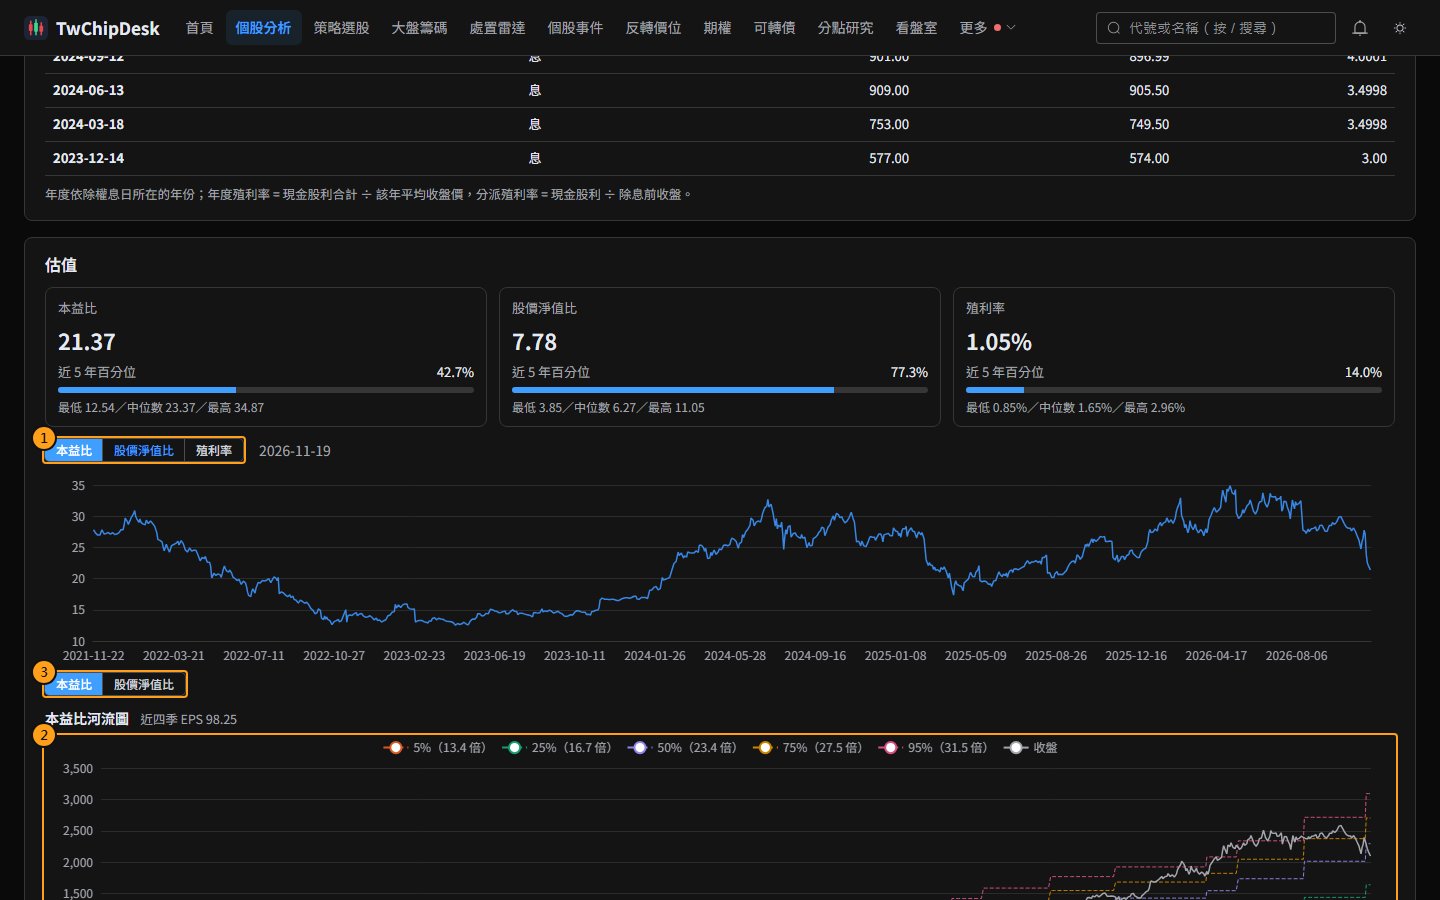 TwChipDesk 首頁 個股分析 策略選股 大盤籌碼 處置雷達 個股事件 反轉價位 期權 可轉債 分點研究 看盤室 更多 代號或名稱（按 / 搜尋）
2024-09-12 息 901.00 896.99 4.0001
2024-06-13 息 909.00 905.50 3.4998
2024-03-18 息 753.00 749.50 3.4998
2023-12-14 息 577.00 574.00 3.00
年度依除權息日所在的年份；年度殖利率 = 現金股利合計 ÷ 該年平均收盤價，分派殖利率 = 現金股利 ÷ 除息前收盤。
估值
本益比
21.37
近 5 年百分位 42.7%
最低 12.54／中位數 23.37／最高 34.87
股價淨值比
7.78
近 5 年百分位 77.3%
最低 3.85／中位數 6.27／最高 11.05
殖利率
1.05%
近 5 年百分位 14.0%
最低 0.85%／中位數 1.65%／最高 2.96%
1
本益比 股價淨值比 殖利率 2026-11-19
35
30
25
20
15
10
2021-11-22 2022-03-21 2022-07-11 2022-10-27 2023-02-23 2023-06-19 2023-10-11 2024-01-26 2024-05-28 2024-09-16 2025-01-08 2025-05-09 2025-08-26 2025-12-16 2026-04-17 2026-08-06
3
本益比 股價淨值比
本益比河流圖 近四季 EPS 98.25
2
5%（13.4 倍） 25%（16.7 倍） 50%（23.4 倍） 75%（27.5 倍） 95%（31.5 倍） 收盤
3,500
3,000
2,500
2,000
1,500